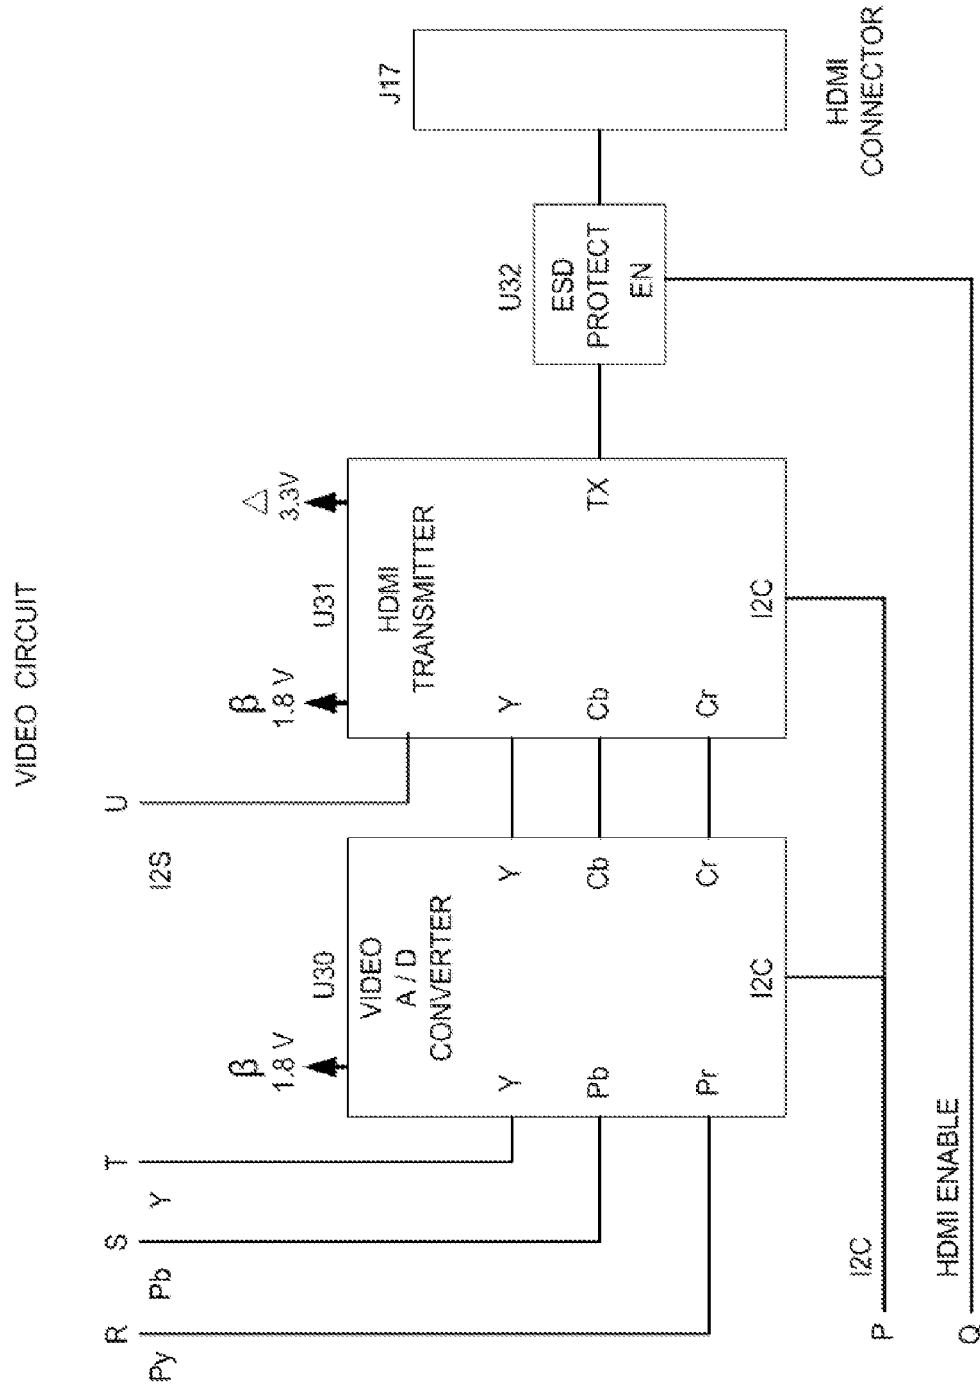 VIDEO CIRCUIT
R
Py
S
Pb
T
Y
U
I2S
β
1.8 V
U30
VIDEO
A / D
CONVERTER
Y
Pb
Pr
Y
Cb
Cr
I2C
β
1.8 V
U31
△
3.3V
HDMI
TRANSMITTER
Y
Cb
Cr
TX
I2C
U32
ESD
PROTECT
EN
J17
HDMI
CONNECTOR
P
I2C
Q
HDMI ENABLE